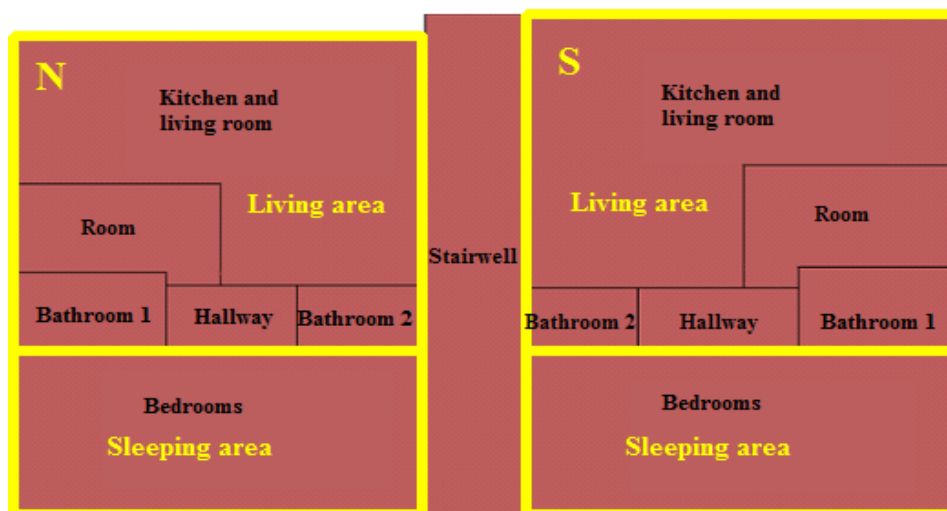 N
Kitchen and
living room
Living area
Room
Bathroom 1
Hallway
Bathroom 2
Bedrooms
Sleeping area
Stairwell
S
Kitchen and
living room
Living area
Room
Bathroom 2
Hallway
Bathroom 1
Bedrooms
Sleeping area